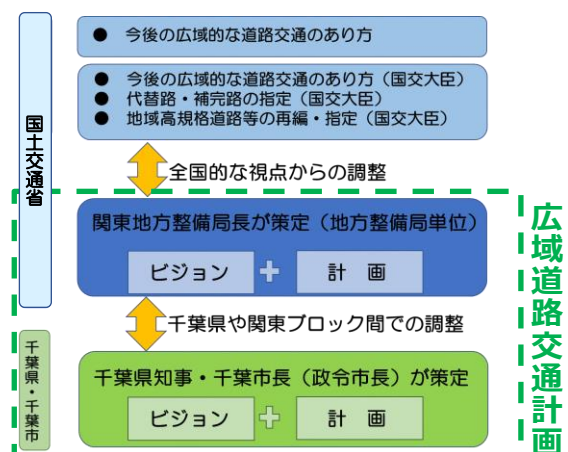 国土交通省
● 今後の広域的な道路交通のあり方
● 今後の広域的な道路交通のあり方（国交大臣）
● 代替路・補完路の指定（国交大臣）
● 地域高規格道路等の再編・指定（国交大臣）
全国的な視点からの調整
関東地方整備局長が策定（地方整備局単位）
ビジョン + 計 画
千葉県や関東ブロック間での調整
千葉県・千葉市
千葉県知事・千葉市長（政令市長）が策定
ビジョン + 計 画
広域道路交通計画